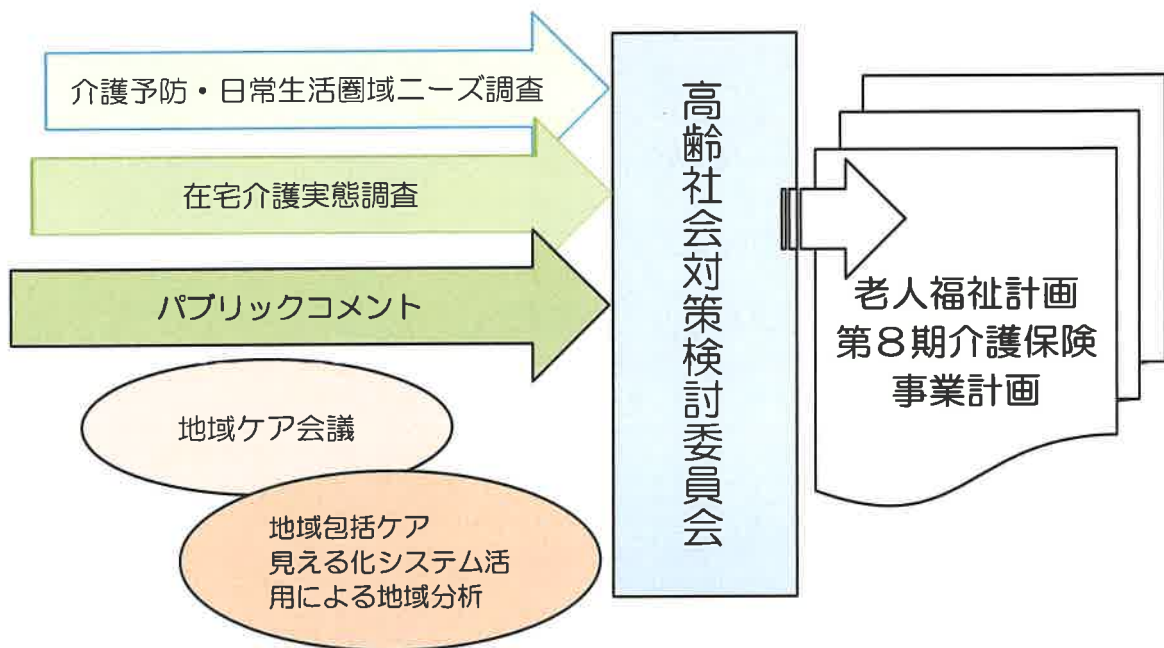 介護予防・日常生活圏域ニーズ調査
在宅介護実態調査
パブリックコメント
地域ケア会議
地域包括ケア
見える化システム活
用による地域分析
高齢社会対策検討委員会
老人福祉計画
第８期介護保険
事業計画